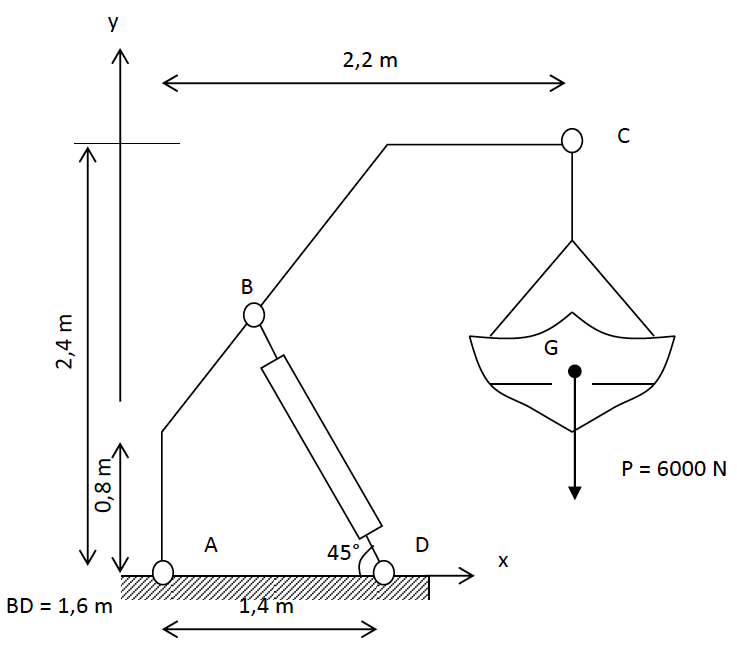 y
2,2 m
C
B
2,4 m
G
P = 6000 N
0,8 m
A
45°
D
x
BD = 1,6 m
1,4 m